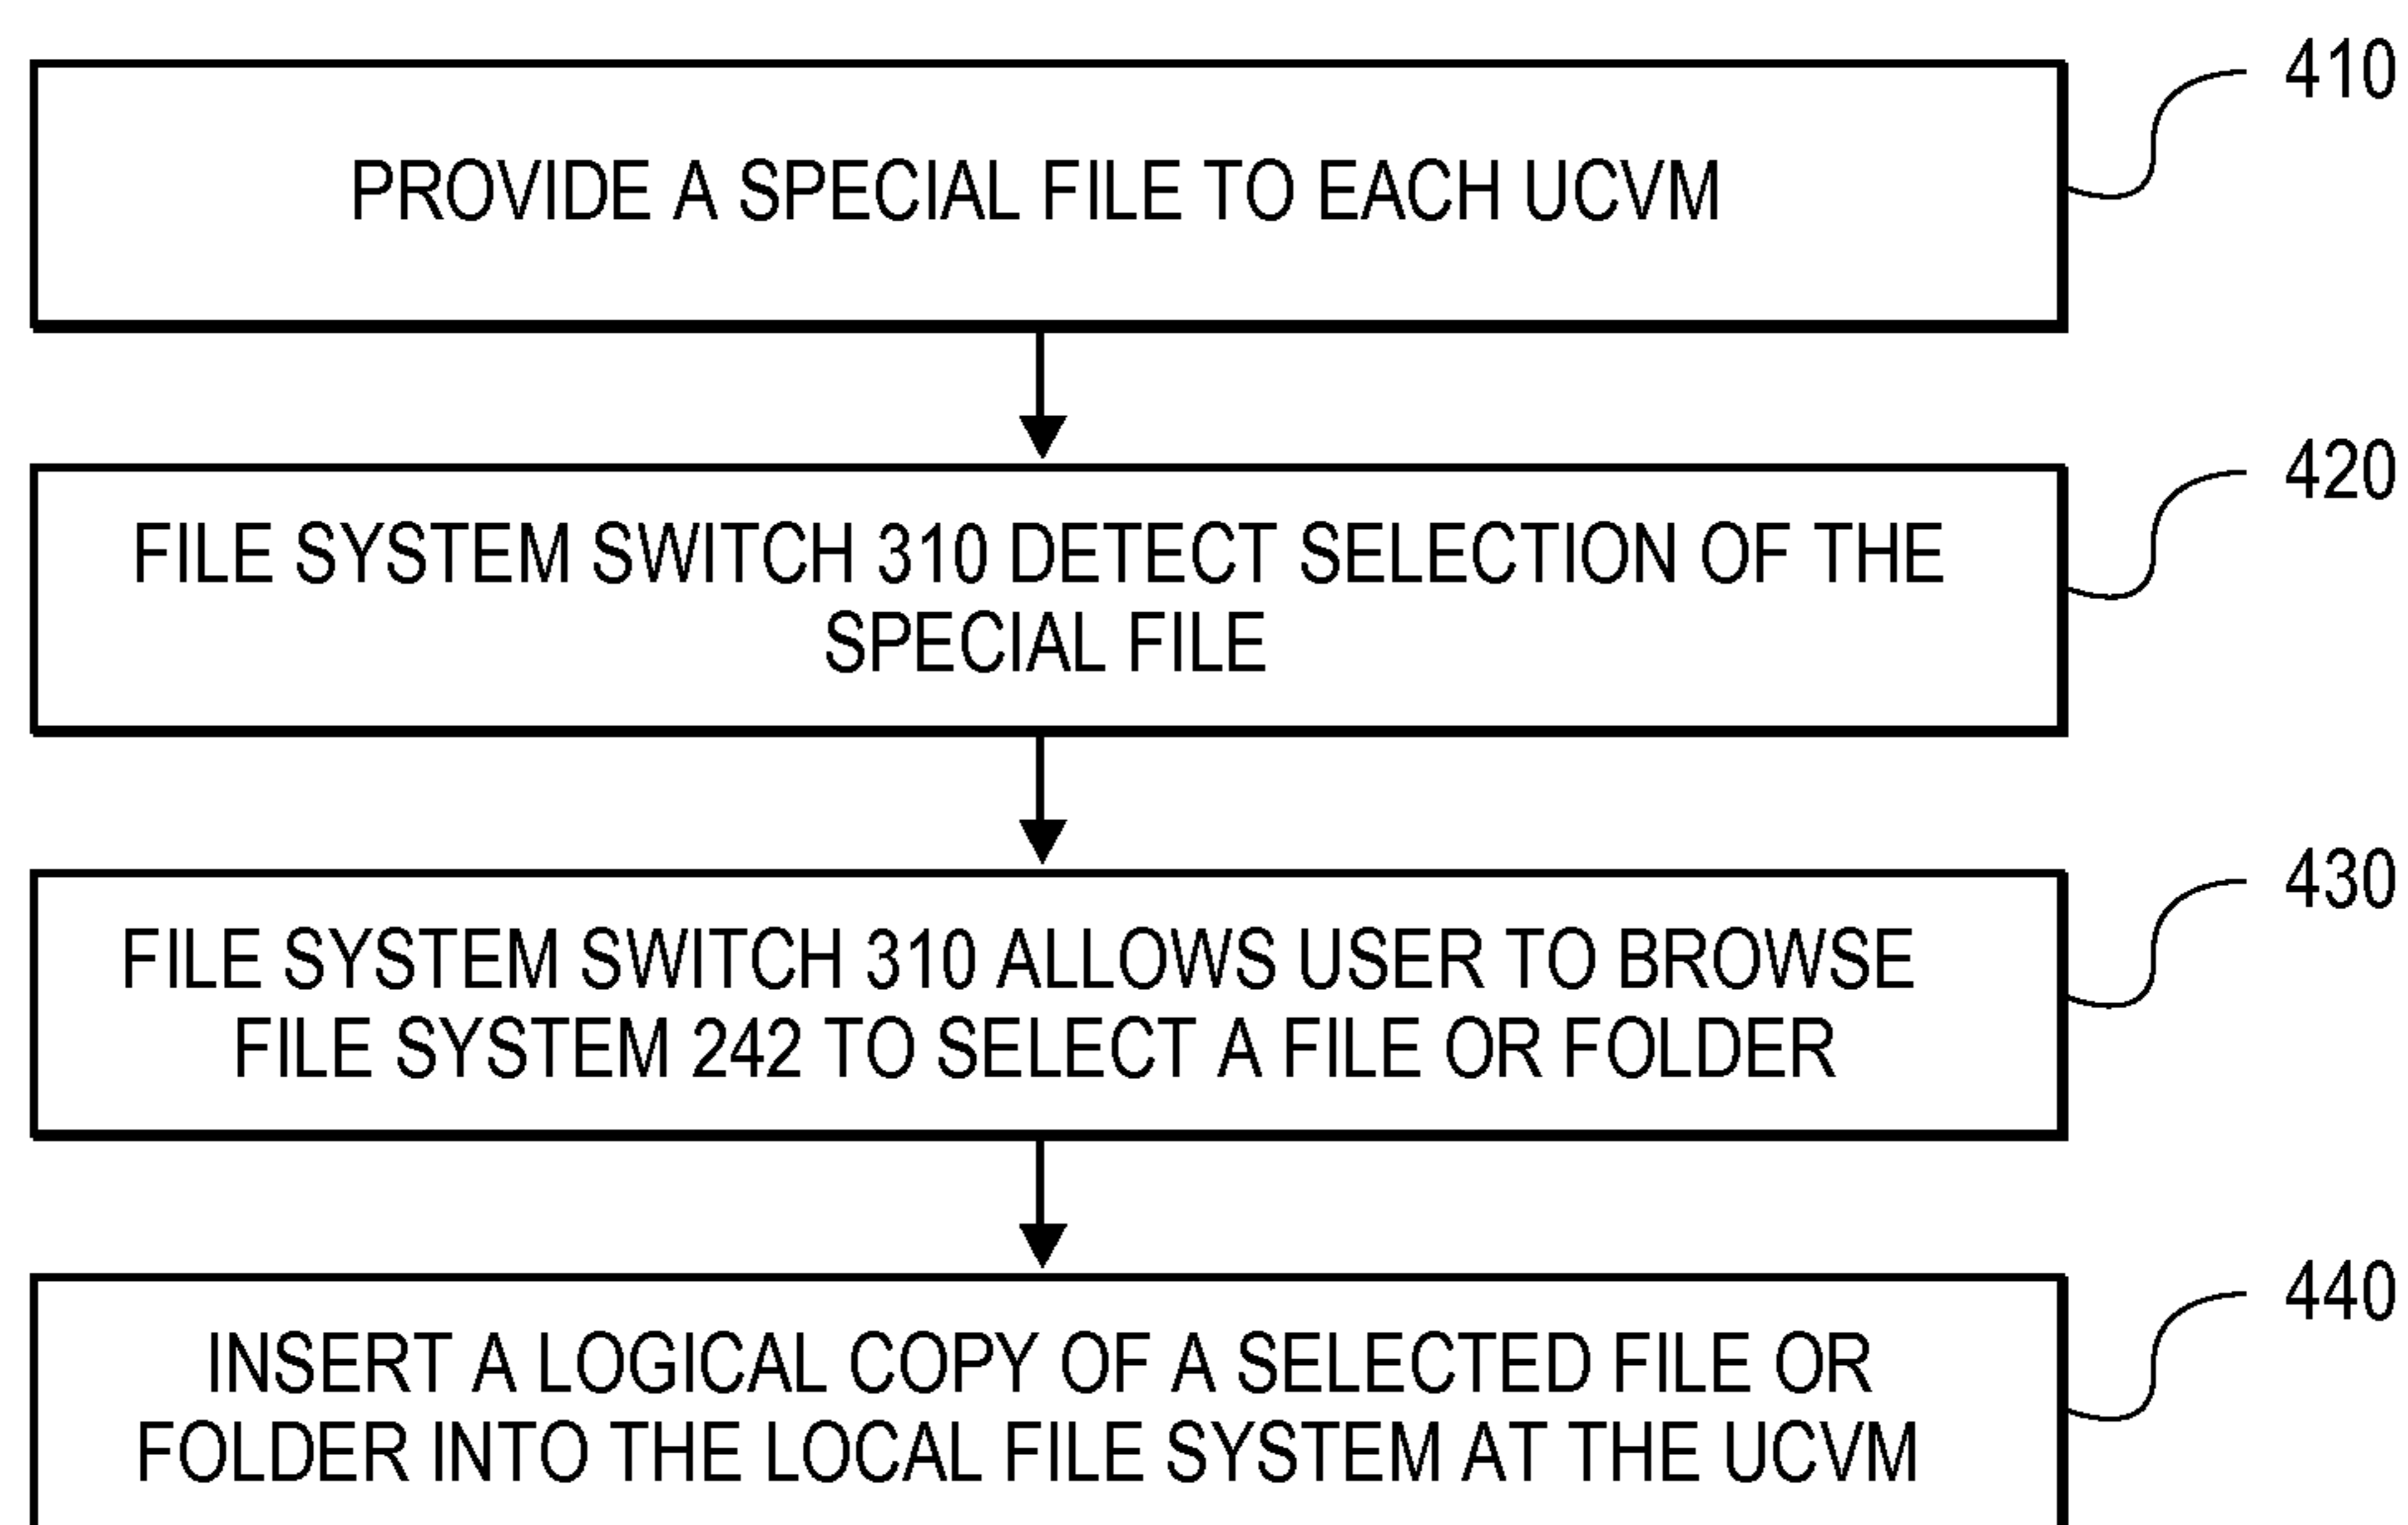 410
PROVIDE A SPECIAL FILE TO EACH UCVM
420
FILE SYSTEM SWITCH 310 DETECT SELECTION OF THE
SPECIAL FILE
430
FILE SYSTEM SWITCH 310 ALLOWS USER TO BROWSE
FILE SYSTEM 242 TO SELECT A FILE OR FOLDER
440
INSERT A LOGICAL COPY OF A SELECTED FILE OR
FOLDER INTO THE LOCAL FILE SYSTEM AT THE UCVM